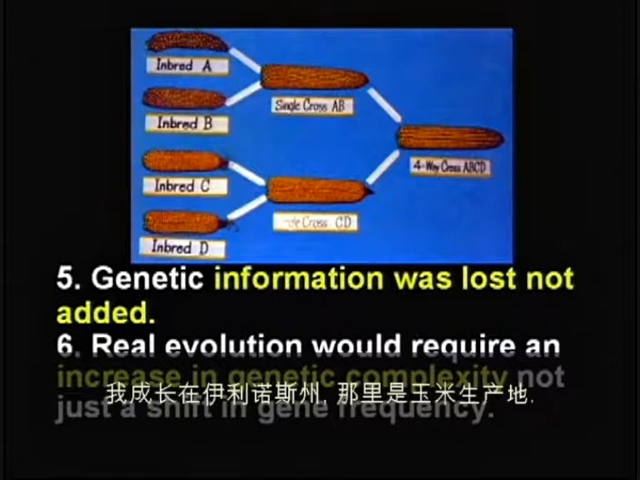 Inbred A
Single Cross AB
Inbred B
4-Way Cross ABCD
Inbred C
Cross CD
Inbred D
5. Genetic information was lost not
added.
6. Real evolution would require an
increase in genetic complexity not
我成长在伊利诺斯州, 那里是玉米生产地.
just a shift in gene frequency.